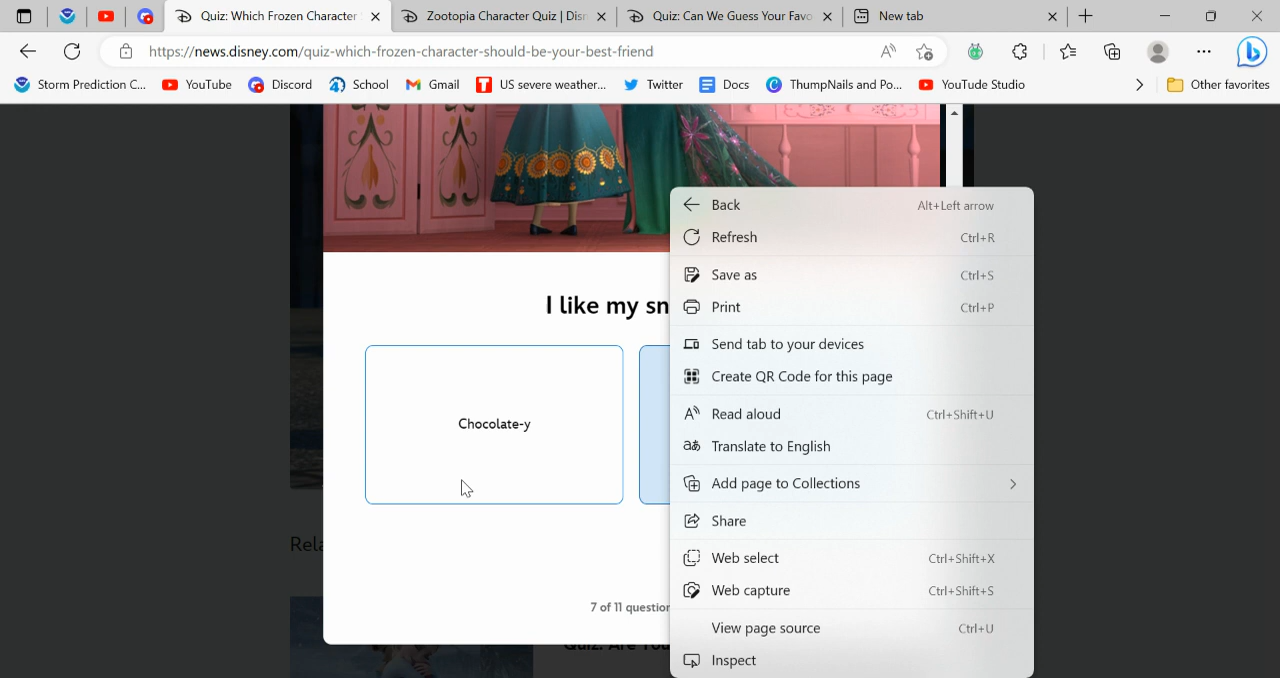 Quiz: Which Frozen Character
Zootopia Character Quiz | Disn
Quiz: Can We Guess Your Favo
New tab
https://news.disney.com/quiz-which-frozen-character-should-be-your-best-friend
Storm Prediction C...
YouTube
Discord
School
Gmail
US severe weather...
Twitter
Docs
ThumpNails and Po...
YouTude Studio
Other favorites
Back Alt+Left arrow
Refresh Ctrl+R
Save as Ctrl+S
I like my sn
Print Ctrl+P
Send tab to your devices
Create QR Code for this page
Read aloud Ctrl+Shift+U
Chocolate-y
Translate to English
Add page to Collections
Share
Rela
Web select Ctrl+Shift+X
Web capture Ctrl+Shift+S
7 of 11 question
View page source Ctrl+U
Quiz: Are You
Inspect